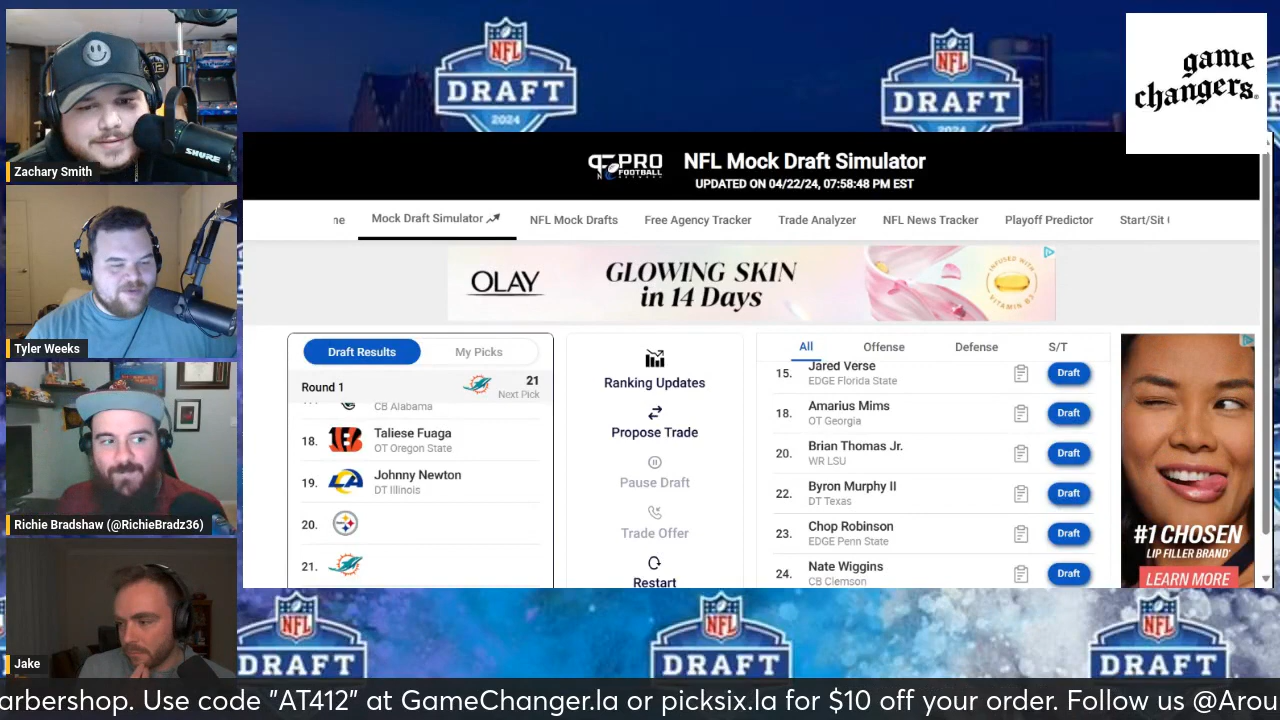 NFL
DRAFT
2024
NFL
DRAFT
2024
game
changers
SHURE
Zachary Smith
Tyler Weeks
Richie Bradshaw (@RichieBradz36)
Jake
PRO
FOOTBALL
NETWORK
NFL Mock Draft Simulator
UPDATED ON 04/22/24, 07:58:48 PM EST
ne
Mock Draft Simulator
NFL Mock Drafts
Free Agency Tracker
Trade Analyzer
NFL News Tracker
Playoff Predictor
Start/Sit
OLAY
GLOWING SKIN
in 14 Days
INFUSED WITH
VITAMIN B3
Draft Results
My Picks
Round 1
21
Next Pick
CB Alabama
18.
Taliese Fuaga
OT Oregon State
19.
Johnny Newton
DT Illinois
20.
21.
Ranking Updates
Propose Trade
Pause Draft
Trade Offer
Restart
All
Offense
Defense
S/T
15.
Jared Verse
EDGE Florida State
Draft
18.
Amarius Mims
OT Georgia
Draft
20.
Brian Thomas Jr.
WR LSU
Draft
22.
Byron Murphy II
DT Texas
Draft
23.
Chop Robinson
EDGE Penn State
Draft
24.
Nate Wiggins
CB Clemson
Draft
#1 CHOSEN
LIP FILLER BRAND
LEARN MORE
NFL
DRAFT
NFL
DRAFT
NFL
DRAFT
arbershop. Use code "AT412" at GameChanger.la or picksix.la for $10 off your order. Follow us @Arou